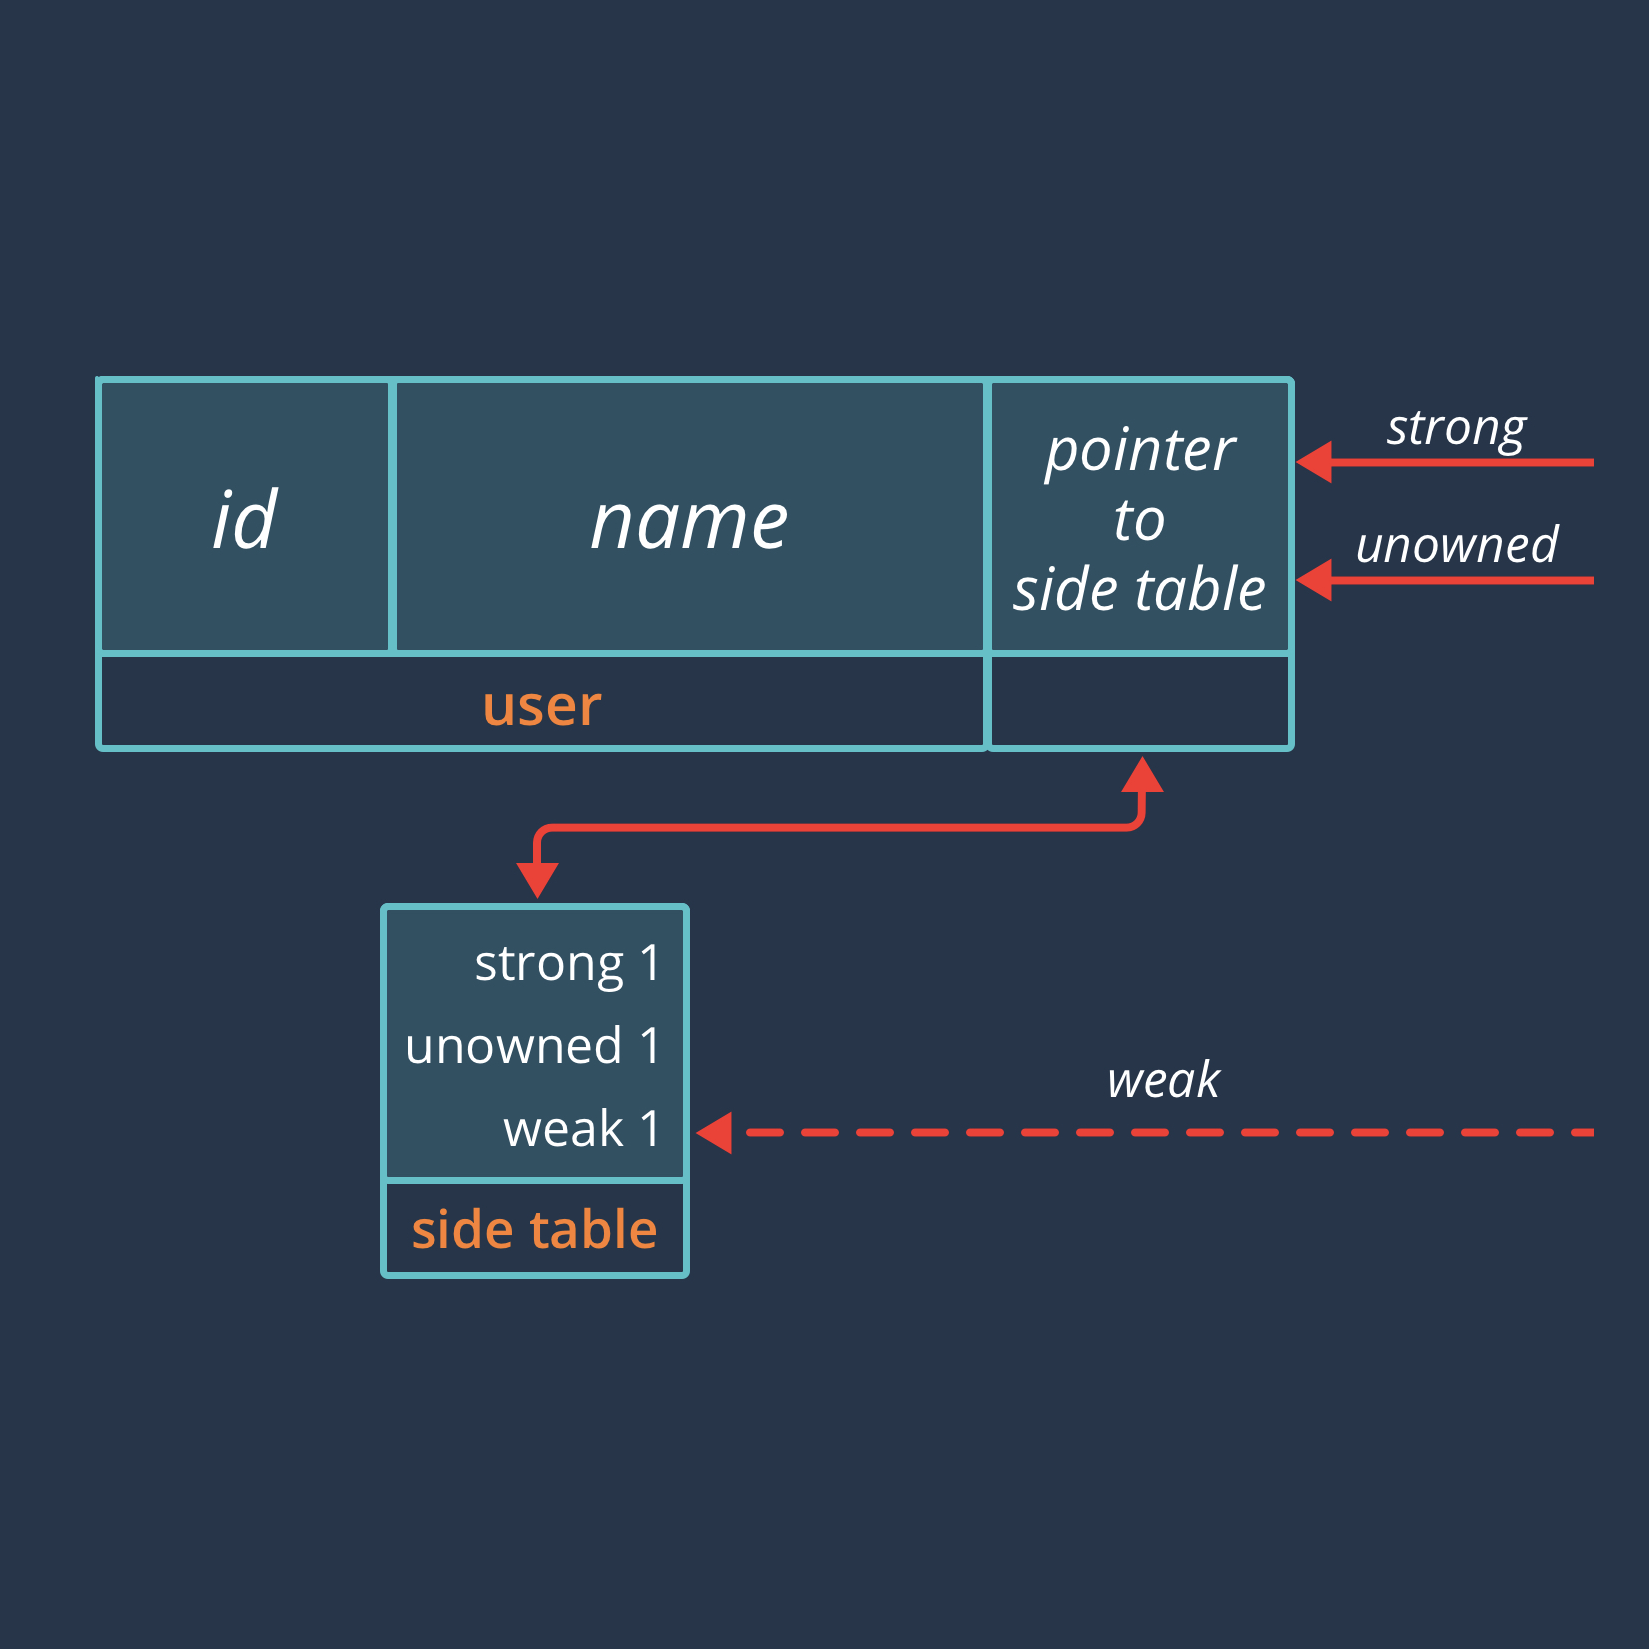 id
name
pointer
to
side table
strong
unowned
user
strong 1
unowned 1
weak 1
weak
side table